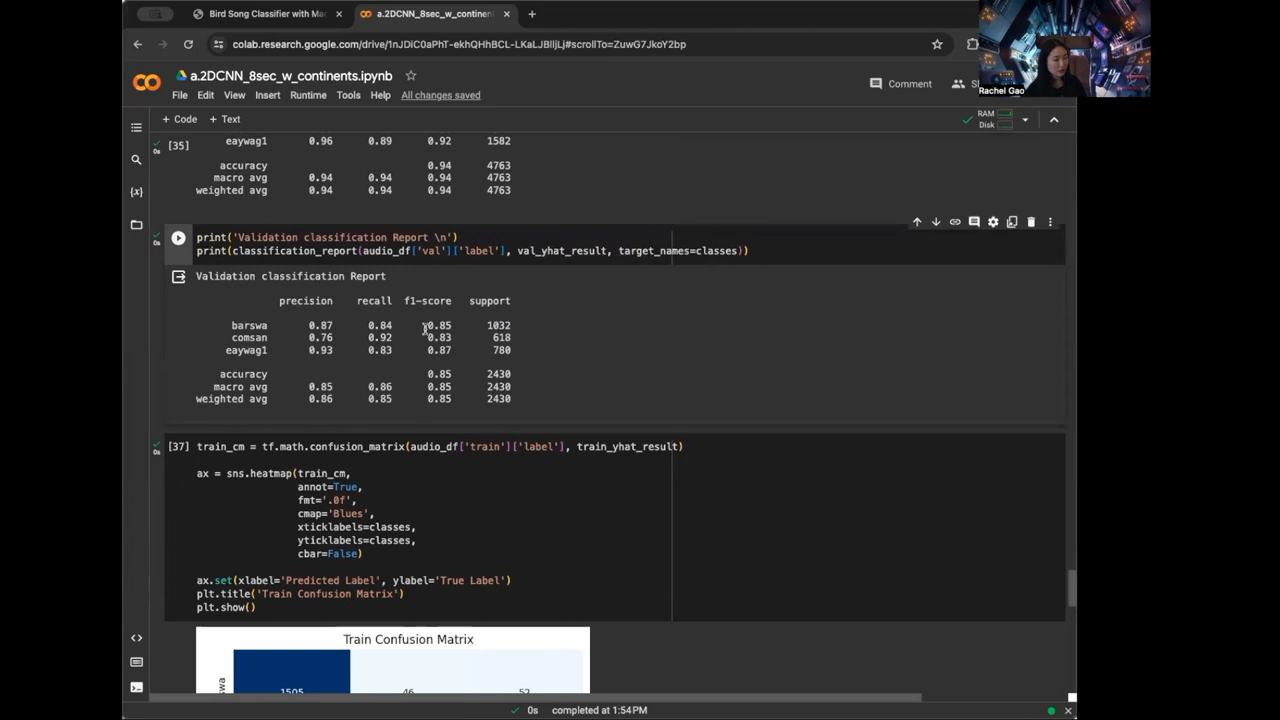 Bird Song Classifier with Mac
a.2DCNN_8sec_w_continen
colab.research.google.com/drive/1nJDiC0aPhT-ekhQHhBCL-LKaLJBlIjLj#scrollTo=ZuwG7JkoY2bp
Rachel Gao
a.2DCNN_8sec_w_continents.ipynb
Comment
File Edit View Insert Runtime Tools Help All changes saved
+ Code + Text
RAM
Disk
[35] eaywag1 0.96 0.89 0.92 1582
accuracy 0.94 4763
macro avg 0.94 0.94 0.94 4763
weighted avg 0.94 0.94 0.94 4763
print('Validation classification Report \n')
print(classification_report(audio_df['val']['label'], val_yhat_result, target_names=classes))
Validation classification Report
precision recall f1-score support
barswa 0.87 0.84 0.85 1032
comsan 0.76 0.92 0.83 618
eaywag1 0.93 0.83 0.87 780
accuracy 0.85 2430
macro avg 0.85 0.86 0.85 2430
weighted avg 0.86 0.85 0.85 2430
[37] train_cm = tf.math.confusion_matrix(audio_df['train']['label'], train_yhat_result)
ax = sns.heatmap(train_cm,
annot=True,
fmt='.0f',
cmap='Blues',
xticklabels=classes,
yticklabels=classes,
cbar=False)
ax.set(xlabel='Predicted Label', ylabel='True Label')
plt.title('Train Confusion Matrix')
plt.show()
Train Confusion Matrix
1505 46 52
0s completed at 1:54PM